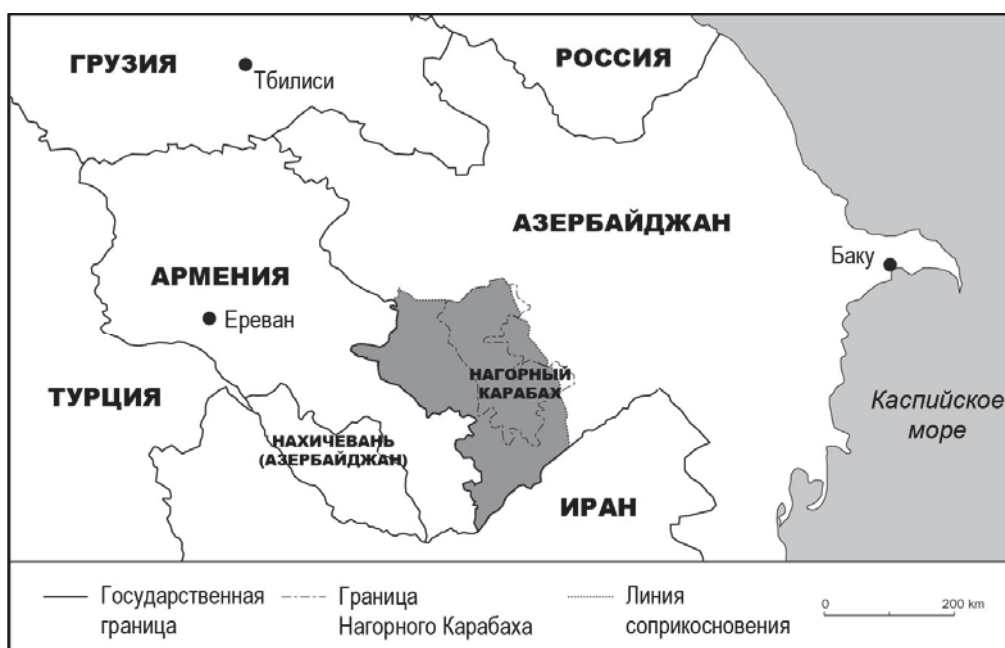 ГРУЗИЯ
Тбилиси
РОССИЯ
АЗЕРБАЙДЖАН
Баку
АРМЕНИЯ
Ереван
ТУРЦИЯ
НАГОРНЫЙ
КАРАБАХ
Каспийское
море
НАХИЧЕВАНЬ
(АЗЕРБАЙДЖАН)
ИРАН
Государственная
граница
Граница
Нагорного Карабаха
Линия
соприкосновения
0 200 km